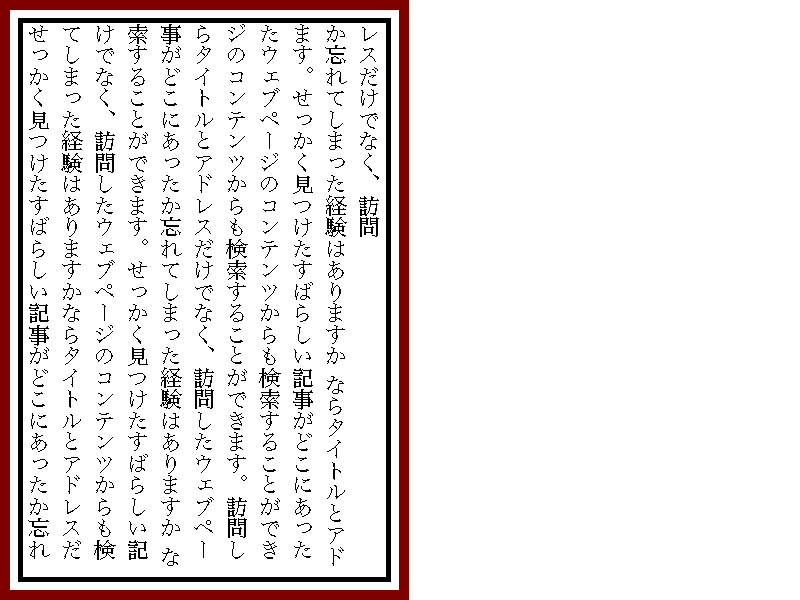 せっかく見つけたすばらしい記事がどこにあったか忘れ
てしまった経験はありますかならタイトルとアドレスだ
けでなく、訪問したウェブページのコンテンツからも検
索することができます。せっかく見つけたすばらしい記
事がどこにあったか忘れてしまった経験はありますか な
らタイトルとアドレスだけでなく、訪問したウェブペー
ジのコンテンツからも検索することができます。訪問し
たウェブページのコンテンツからも検索することができ
ます。せっかく見つけたすばらしい記事がどこにあった
か忘れてしまった経験はありますか ならタイトルとアド
レスだけでなく、訪問